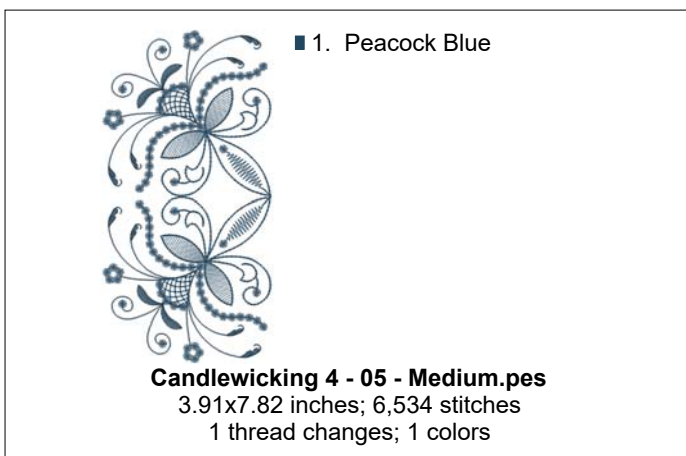 1. Peacock Blue
Candlewicking 4 - 05 - Medium.pes
3.91x7.82 inches; 6,534 stitches
1 thread changes; 1 colors